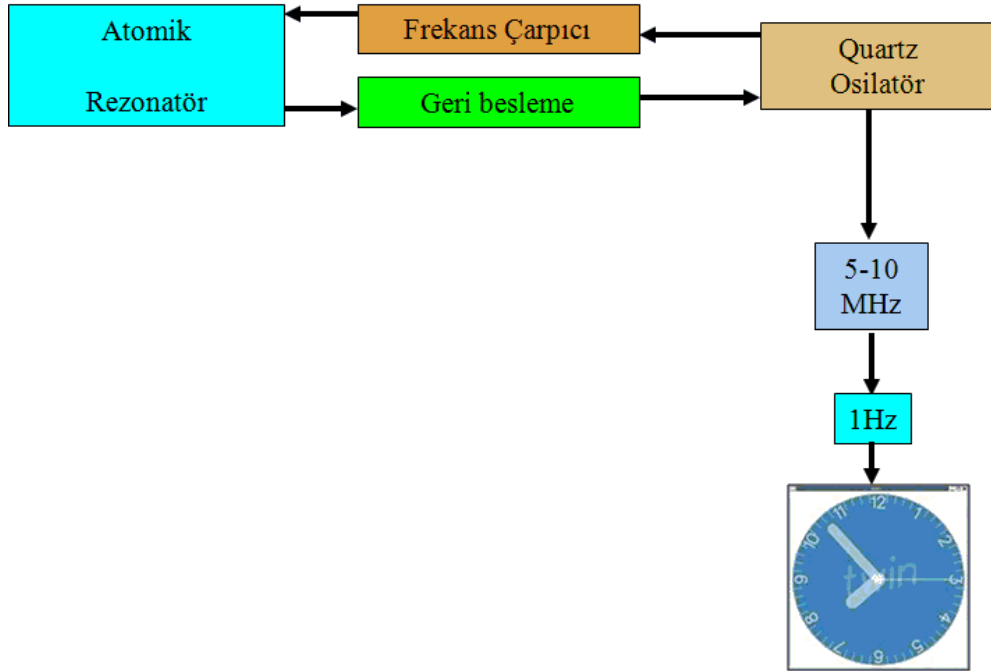 Atomik
Rezonatör
Frekans Çarpıcı
Geri besleme
Quartz
Osilatör
5-10
MHz
1Hz
12
1
2
3
4
5
6
7
8
9
10
11
twin